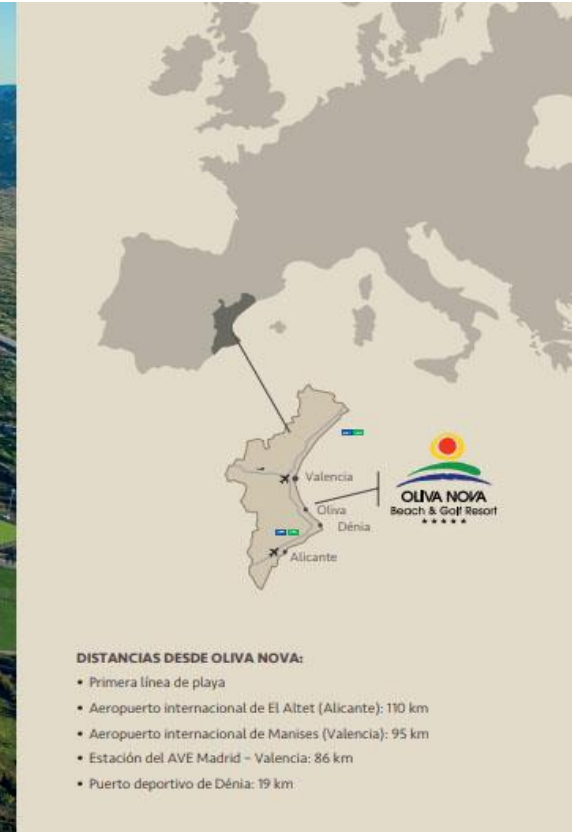 Valencia
Oliva
Dénia
Alicante
OLIVA NOVA
Beach & Golf Resort
DISTANCIAS DESDE OLIVA NOVA:
• Primera línea de playa
• Aeropuerto internacional de El Altet (Alicante): 110 km
• Aeropuerto internacional de Manises (Valencia): 95 km
• Estación del AVE Madrid – Valencia: 86 km
• Puerto deportivo de Dénia: 19 km